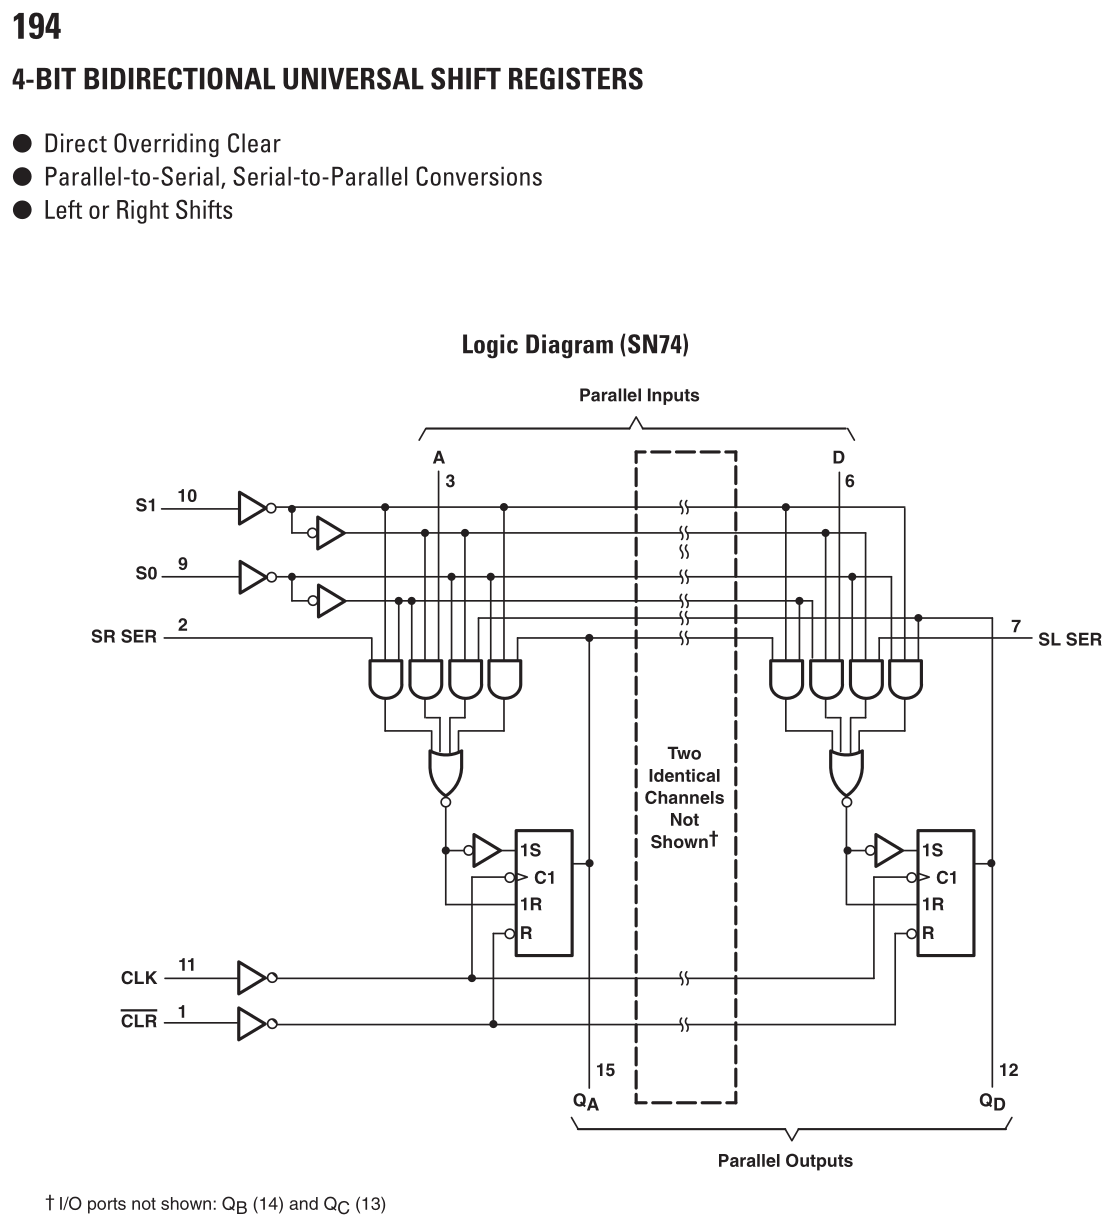 194
4-BIT BIDIRECTIONAL UNIVERSAL SHIFT REGISTERS
● Direct Overriding Clear
● Parallel-to-Serial, Serial-to-Parallel Conversions
● Left or Right Shifts
Logic Diagram (SN74)
Parallel Inputs
A
D
3
6
S1
10
S0
9
SR SER
2
7
SL SER
Two
Identical
Channels
Not
Shown†
1S
C1
1R
R
1S
C1
1R
R
CLK
11
C̅L̅R̅
1
15
12
QA
QD
Parallel Outputs
† I/O ports not shown: QB (14) and QC (13)